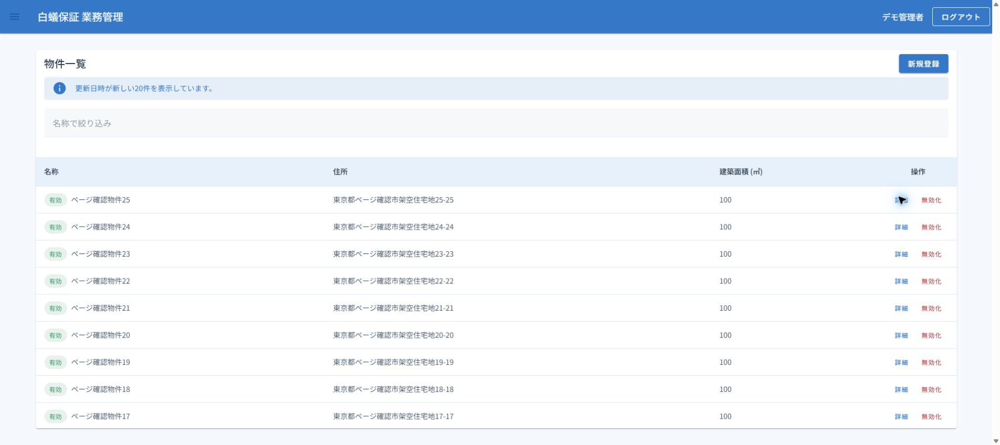 白蟻保証 業務管理
デモ管理者 ログアウト
物件一覧
新規登録
更新日時が新しい20件を表示しています。
名称で絞り込み
名称 住所 建築面積 (㎡) 操作
有効 ページ確認物件25 東京都ページ確認市架空住宅地25-25 100 無効化
有効 ページ確認物件24 東京都ページ確認市架空住宅地24-24 100 詳細 無効化
有効 ページ確認物件23 東京都ページ確認市架空住宅地23-23 100 詳細 無効化
有効 ページ確認物件22 東京都ページ確認市架空住宅地22-22 100 詳細 無効化
有効 ページ確認物件21 東京都ページ確認市架空住宅地21-21 100 詳細 無効化
有効 ページ確認物件20 東京都ページ確認市架空住宅地20-20 100 詳細 無効化
有効 ページ確認物件19 東京都ページ確認市架空住宅地19-19 100 詳細 無効化
有効 ページ確認物件18 東京都ページ確認市架空住宅地18-18 100 詳細 無効化
有効 ページ確認物件17 東京都ページ確認市架空住宅地17-17 100 詳細 無効化